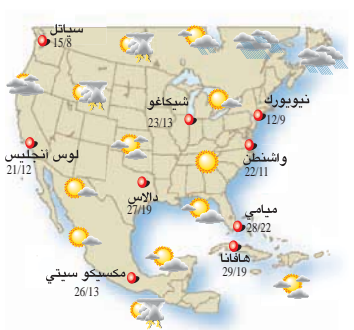 سياتل
15/8
شيكاغو
23/13
نيويورك
12/9
لوس أنجليس
21/12
واشنطن
22/11
دالاس
27/19
ميامي
28/22
هافانا
29/19
مكسيكو سيتي
26/13